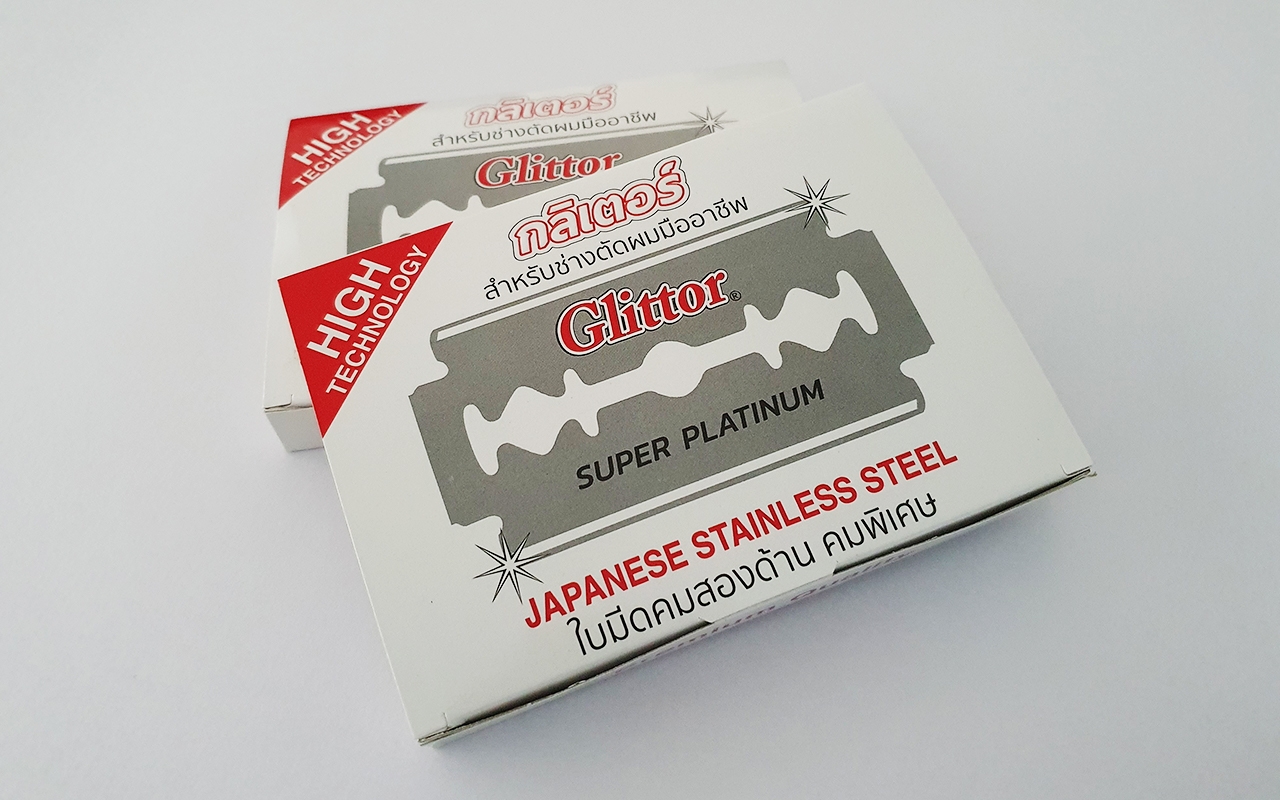 HIGH
TECHNOLOGY
กลิเตอร์
สำหรับช่างตัดผมมืออาชีพ
Glittor
HIGH
TECHNOLOGY
กลิเตอร์
สำหรับช่างตัดผมมืออาชีพ
Glittor®
SUPER PLATINUM
JAPANESE STAINLESS STEEL
ใบมีดคมสองด้าน คมพิเศษ